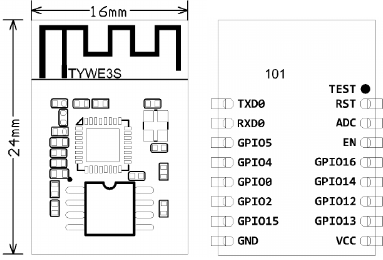 16mm
24mm
TYWE3S
101
TEST
TXD0 RST
RXD0 ADC
GPIO5 EN
GPIO4 GPIO16
GPIO0 GPIO14
GPIO2 GPIO12
GPIO15 GPIO13
GND VCC